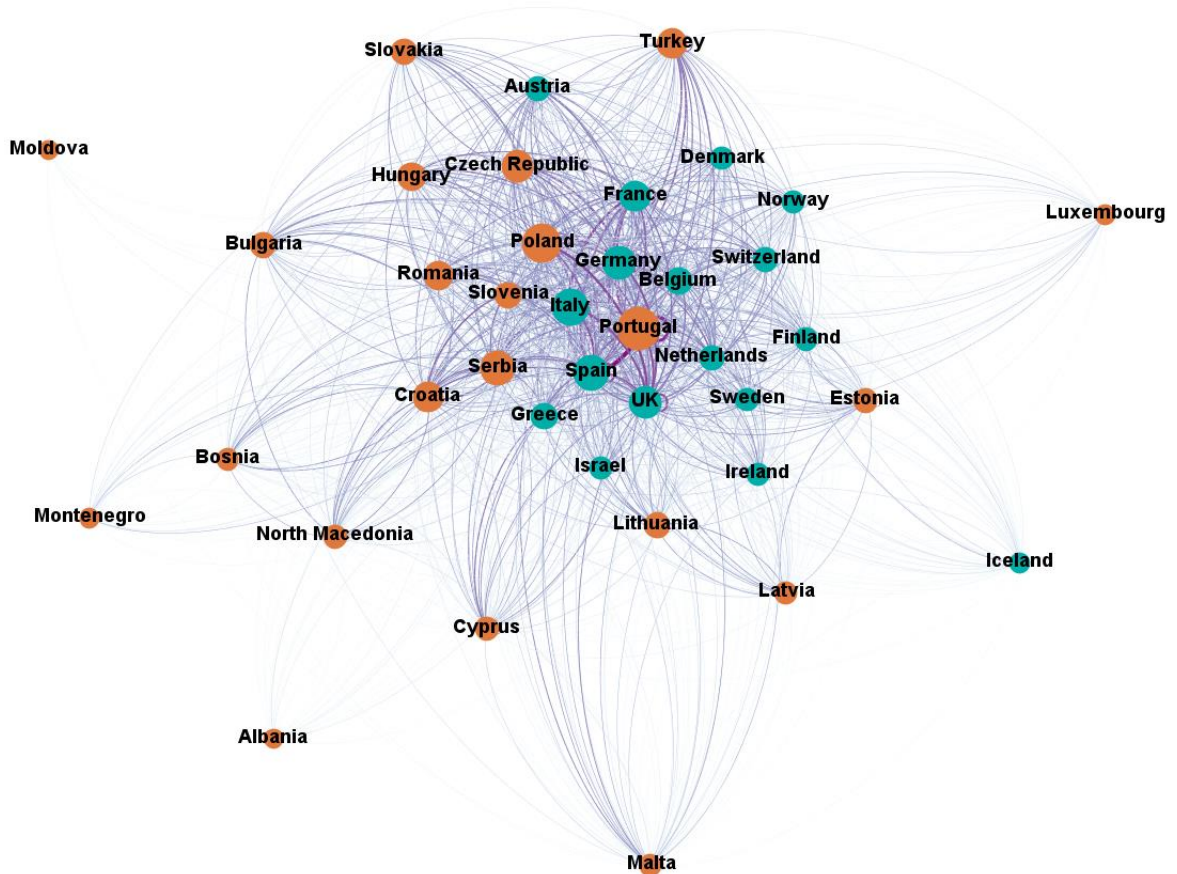 Turkey
Slovakia
Austria
Moldova
Denmark
Czech Republic
Hungary
France
Norway
Luxembourg
Poland
Bulgaria
Switzerland
Germany
Romania
Belgium
Slovenia
Italy
Portugal
Finland
Netherlands
Serbia
Spain
Croatia
UK
Sweden
Estonia
Greece
Bosnia
Israel
Ireland
Montenegro
Lithuania
North Macedonia
Iceland
Latvia
Cyprus
Albania
Malta